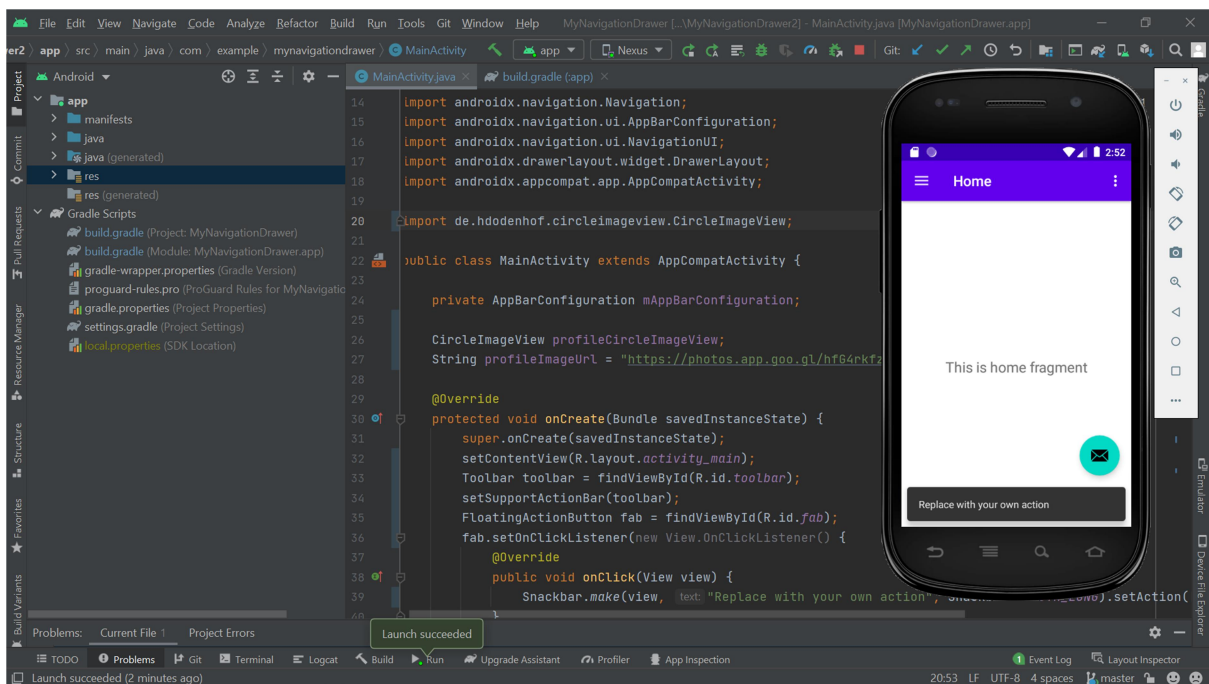 File Edit View Navigate Code Analyze Refactor Build Run Tools Git Window Help MyNavigationDrawer [...\MyNavigationDrawer2] - MainActivity.java [MyNavigationDrawer.app]
ver2 app src main java com example mynavigationdrawer MainActivity app Nexus Git:
Android
MainActivity.java build.gradle (:app)
Project
Commit
Pull Requests
Resource Manager
Structure
Favorites
Build Variants
app
manifests
java
java (generated)
res
res (generated)
Gradle Scripts
build.gradle (Project: MyNavigationDrawer)
build.gradle (Module: MyNavigationDrawer.app)
gradle-wrapper.properties (Gradle Version)
proguard-rules.pro (ProGuard Rules for MyNavigatio
gradle.properties (Project Properties)
settings.gradle (Project Settings)
local.properties (SDK Location)
14 import androidx.navigation.Navigation;
15 import androidx.navigation.ui.AppBarConfiguration;
16 import androidx.navigation.ui.NavigationUI;
17 import androidx.drawerlayout.widget.DrawerLayout;
18 import androidx.appcompat.app.AppCompatActivity;
19
20 import de.hdodenhof.circleimageview.CircleImageView;
21
22 public class MainActivity extends AppCompatActivity {
23
24 private AppBarConfiguration mAppBarConfiguration;
25
26 CircleImageView profileCircleImageView;
27 String profileImageUrl = "https://photos.app.goo.gl/hfG4rkfz
28
29 @Override
30 protected void onCreate(Bundle savedInstanceState) {
31 super.onCreate(savedInstanceState);
32 setContentView(R.layout.activity_main);
33 Toolbar toolbar = findViewById(R.id.toolbar);
34 setSupportActionBar(toolbar);
35 FloatingActionButton fab = findViewById(R.id.fab);
36 fab.setOnClickListener(new View.OnClickListener() {
37 @Override
38 public void onClick(View view) {
39 Snackbar.make(view, text: "Replace with your own action", ).setAction(
40 }
2:52
Home
This is home fragment
Replace with your own action
Gradle
Emulator
Device File Explorer
Problems: Current File 1 Project Errors
Launch succeeded
TODO Problems Git Terminal Logcat Build Run Upgrade Assistant Profiler App Inspection 1 Event Log Layout Inspector
Launch succeeded (2 minutes ago) 20:53 LF UTF-8 4 spaces master